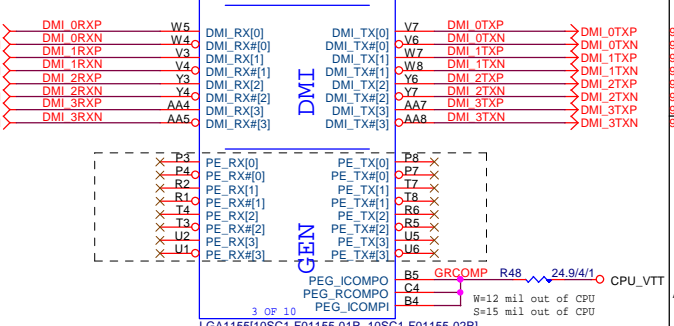 DMI_0RXP W5 DMI_RX[0] DMI_TX[0] V7 DMI_0TXP DMI_0TXP
DMI_0RXN W4 DMI_RX#[0] DMI_TX#[0] V6 DMI_0TXN DMI_0TXN
DMI_1RXP V3 DMI_RX[1] DMI_TX[1] W7 DMI_1TXP DMI_1TXP
DMI_1RXN V4 DMI_RX#[1] DMI_TX#[1] W8 DMI_1TXN DMI_1TXN
DMI_2RXP Y3 DMI_RX[2] DMI_TX[2] Y6 DMI_2TXP DMI_2TXP
DMI_2RXN Y4 DMI_RX#[2] DMI_TX#[2] Y7 DMI_2TXN DMI_2TXN
DMI_3RXP AA4 DMI_RX[3] DMI_TX[3] AA7 DMI_3TXP DMI_3TXP
DMI_3RXN AA5 DMI_RX#[3] DMI_TX#[3] AA8 DMI_3TXN DMI_3TXN
DMI
P3 PE_RX[0] PE_TX[0] P8
P4 PE_RX#[0] PE_TX#[0] P7
R2 PE_RX[1] PE_TX[1] T7
R1 PE_RX#[1] PE_TX#[1] T8
T4 PE_RX[2] PE_TX[2] R6
T3 PE_RX#[2] PE_TX#[2] R5
U2 PE_RX[3] PE_TX[3] U5
U1 PE_RX#[3] PE_TX#[3] U6
GEN
PEG_ICOMPO B5 GRCOMP R48 24.9/4/1 CPU_VTT
PEG_RCOMPO C4
PEG_ICOMPI B4
W=12 mil out of CPU
S=15 mil out of CPU
3 OF 10